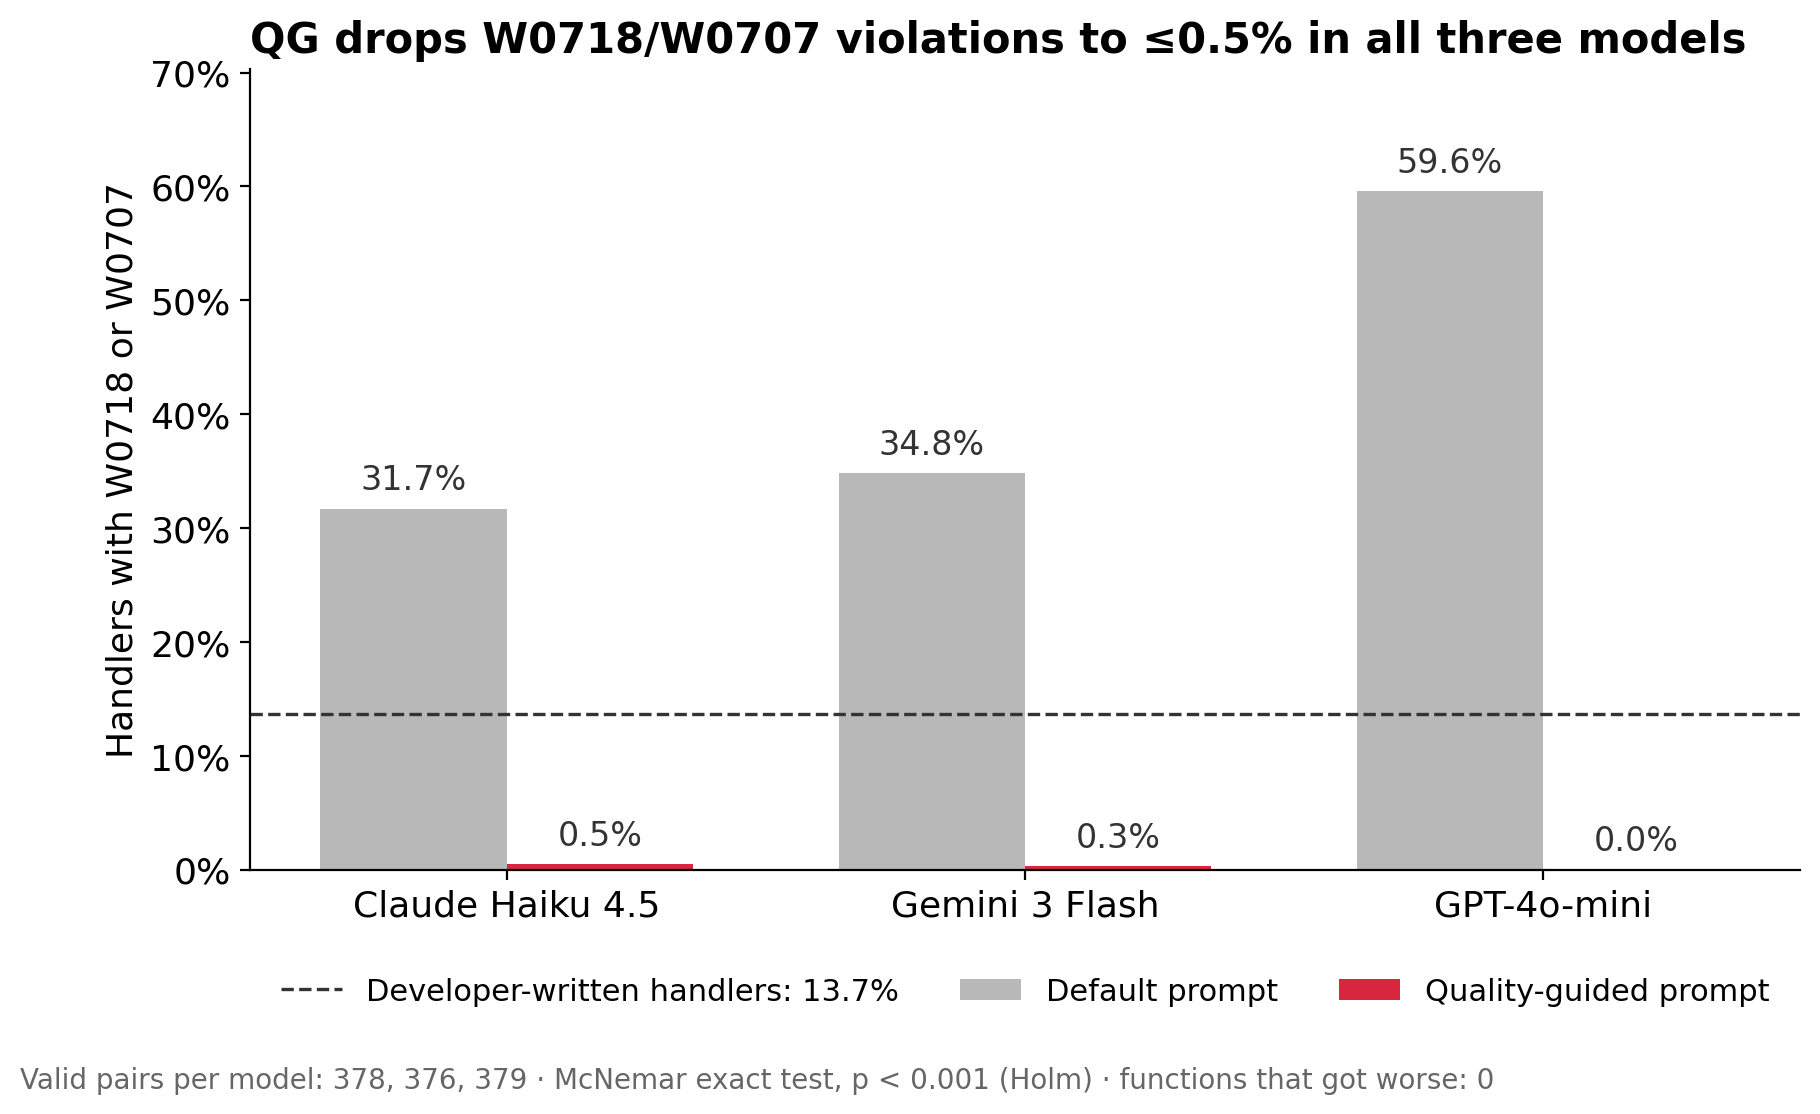 QG drops W0718/W0707 violations to ≤0.5% in all three models
Handlers with W0718 or W0707
70%
60%
50%
40%
30%
20%
10%
0%
31.7%
0.5%
34.8%
0.3%
59.6%
0.0%
Claude Haiku 4.5
Gemini 3 Flash
GPT-4o-mini
Developer-written handlers: 13.7%
Default prompt
Quality-guided prompt
Valid pairs per model: 378, 376, 379 · McNemar exact test, p < 0.001 (Holm) · functions that got worse: 0